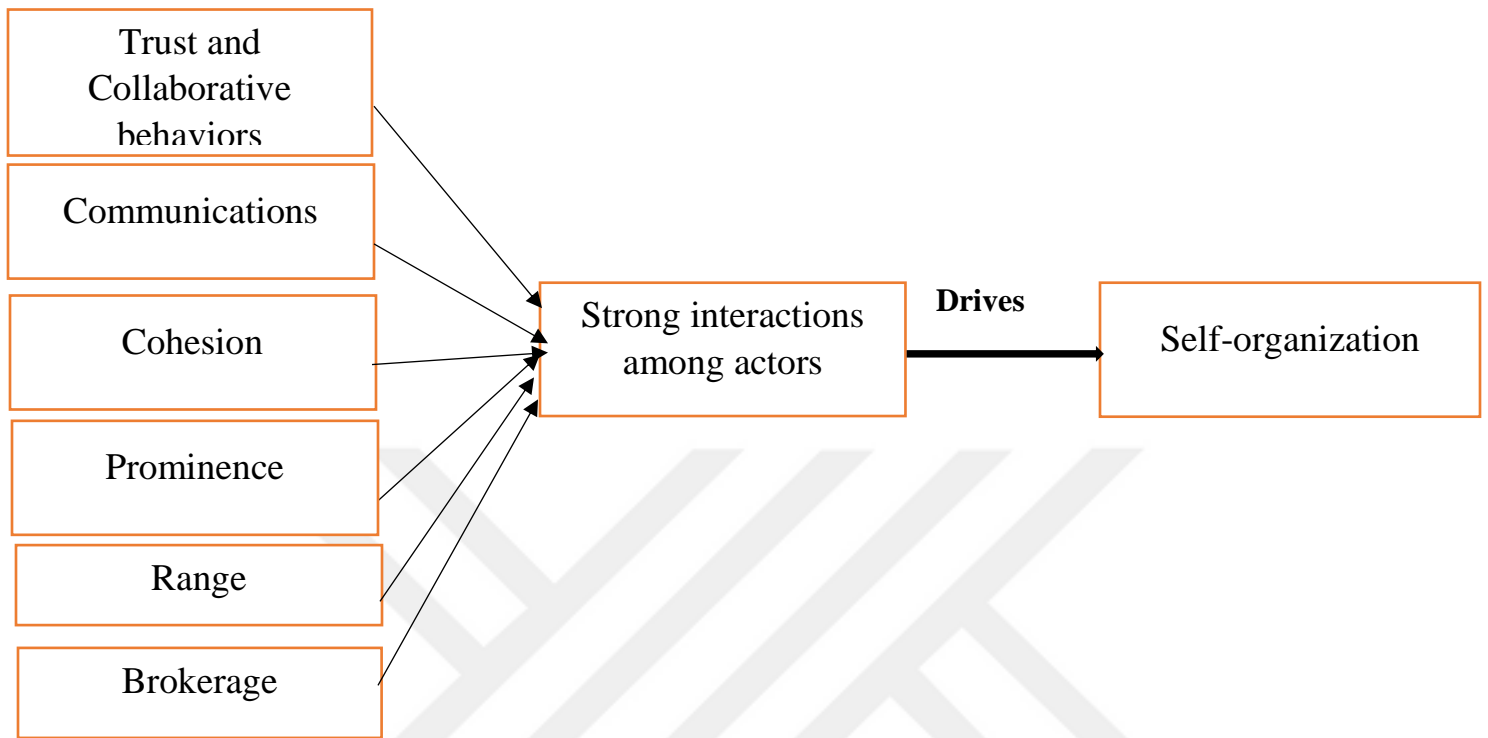 Trust and
Collaborative
behaviors
Communications
Cohesion
Prominence
Range
Brokerage
Strong interactions
among actors
Drives
Self-organization